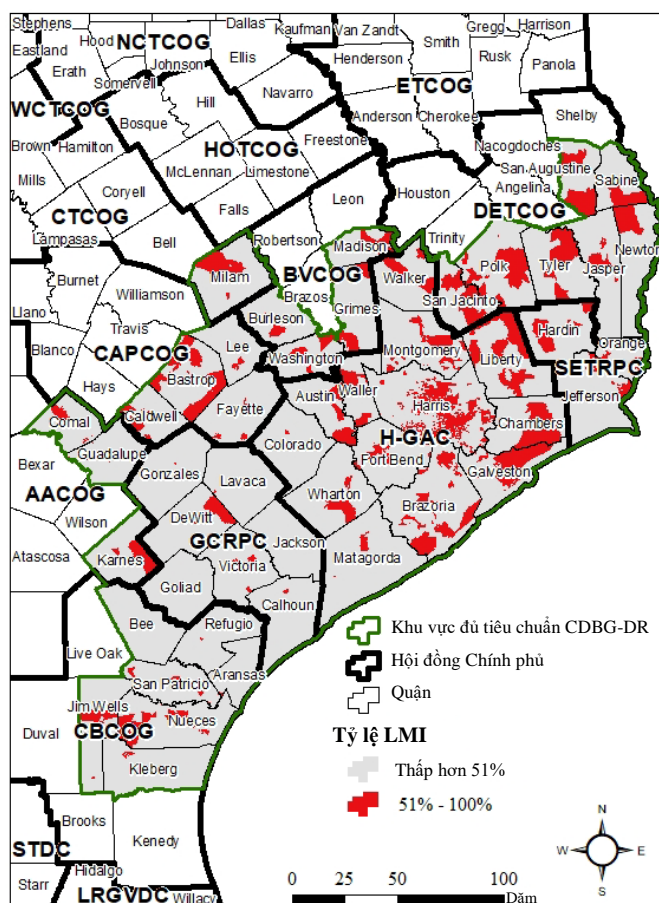 Stephens
Hood
NCTCOG
Johnson
Dallas
Kaufman
Van Zandt
Gregg
Harrison
Eastland
Erath
Somervell
Ellis
Henderson
Smith
Rusk
Panola
Navarro
ETCOG
Hill
WCTCOG
Bosque
Anderson
Cherokee
Shelby
Brown
Hamilton
HOTCOG
Freestone
Nacogdoches
Mills
McLennan
Limestone
San Augustine
Sabine
Coryell
Leon
Houston
Angelina
CTCOG
Falls
DETCOG
Lampasas
Bell
Robertson
Madison
Trinity
Newton
Burnet
Milam
BVCOG
Walker
Polk
Tyler
Jasper
Williamson
Brazos
Grimes
San Jacinto
Llano
Burleson
Travis
Hardin
Blanco
CAPCOG
Lee
Washington
Montgomery
Liberty
Orange
Hays
Bastrop
SETRPC
Austin
Waller
Harris
Jefferson
Comal
Caldwell
Fayette
Chambers
Colorado
H-GAC
Bexar
Guadalupe
Fort Bend
Gonzales
Galveston
AACOG
Lavaca
Wharton
Wilson
DeWitt
Brazoria
Atascosa
GCRPC
Jackson
Karnes
Victoria
Matagorda
Goliad
Calhoun
Bee
Refugio
Live Oak
Aransas
San Patricio
Jim Wells
Nueces
Duval
CBCOG
Kleberg
Brooks
Kenedy
STDC
Hidalgo
Starr
LRGVDC
Willacy
Khu vực đủ tiêu chuẩn CDBG-DR
Hội đồng Chính phủ
Quận
Tỷ lệ LMI
Thấp hơn 51%
51% - 100%
N
W
E
S
0 25 50 100
Dặm